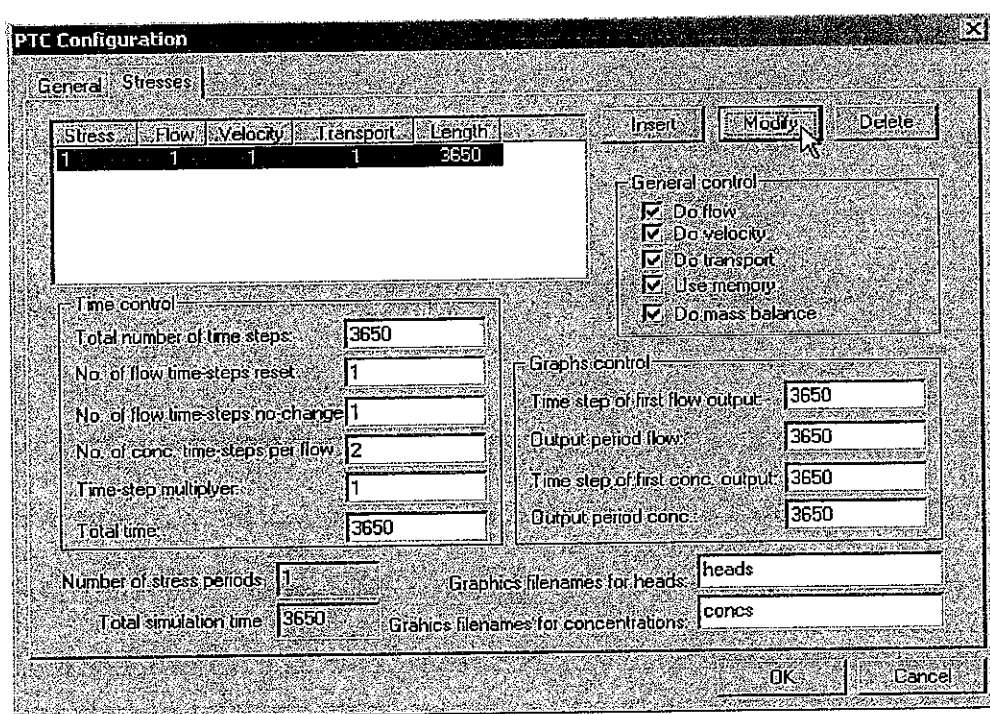 PTC Configuration
General Stresses
Stress... Flow Velocity Transport Length
1 1 1 1 3650
Insert Modify Delete
General control
Do flow
Do velocity
Do transport
Use memory
Do mass balance
Time control
Total number of time steps: 3650
No. of flow time-steps reset: 1
No. of flow time-steps no-change 1
No. of conc. time-steps per flow 2
Time-step multiplyer: 1
Total time: 3650
Graphs control
Time step of first flow output: 3650
Output period flow: 3650
Time step of first conc. output: 3650
Output period conc.: 3650
Number of stress periods 1
Total simulation time 3650
Graphics filenames for heads: heads
Grahics filenames for concentrations: concs
OK Cancel